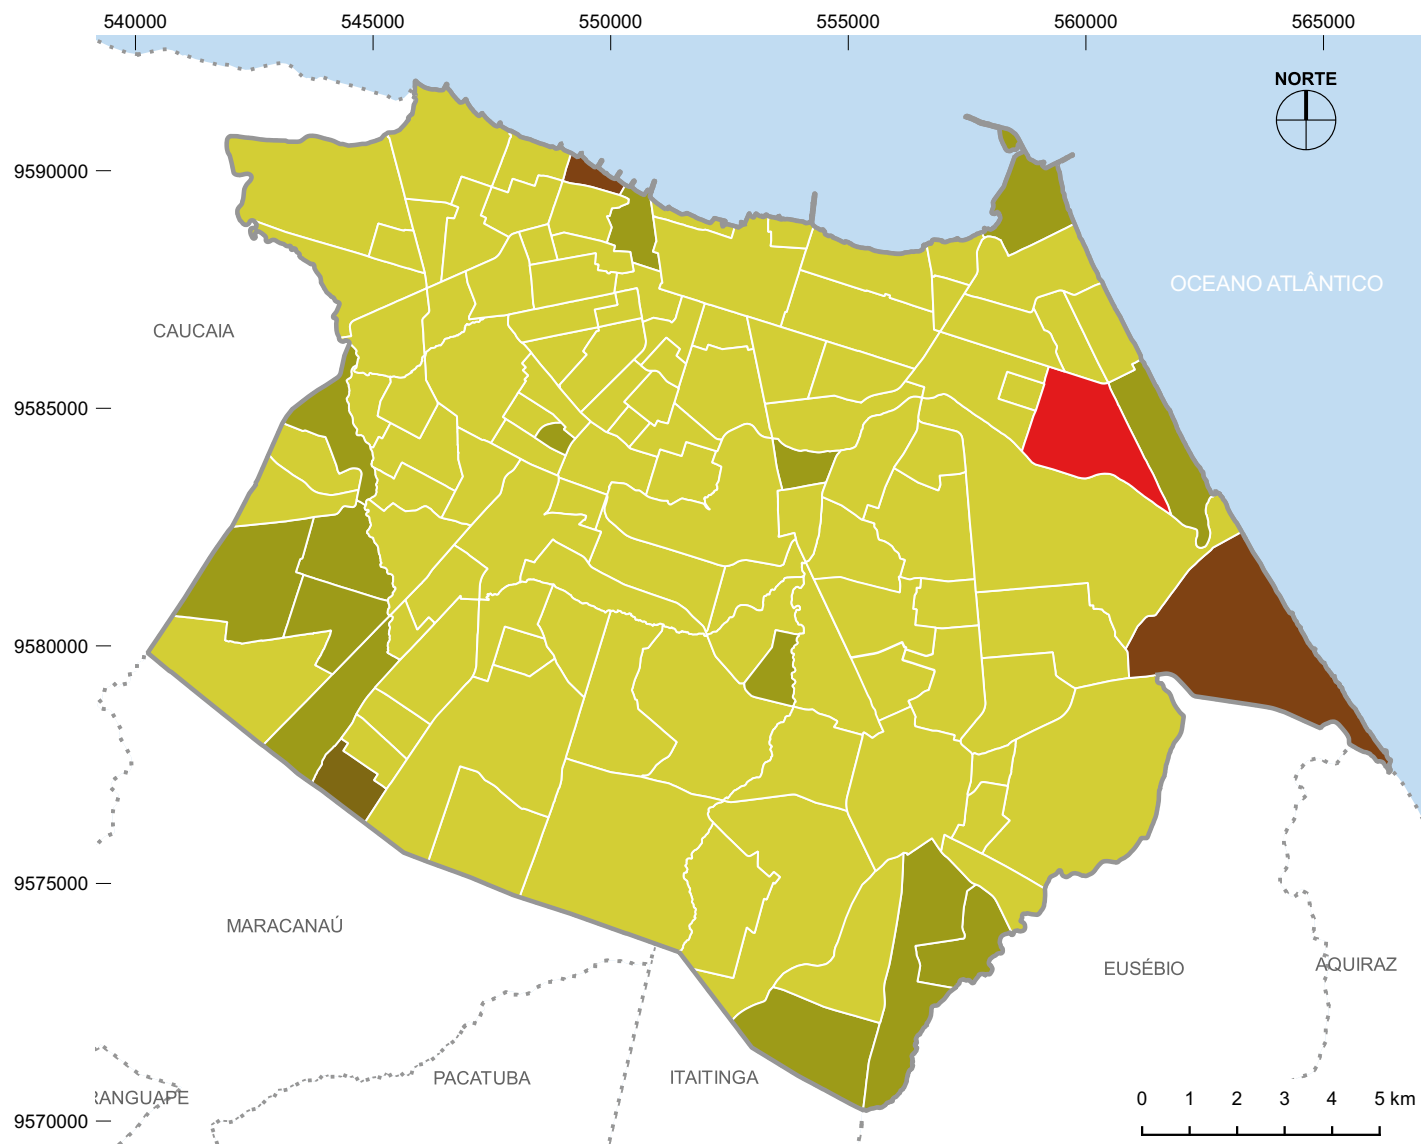 540000 545000 550000 555000 560000 565000
NORTE
9590000
OCEANO ATLÂNTICO
CAUCAIA
9585000
9580000
9575000
MARACANAÚ
EUSÉBIO
AQUIRAZ
PACATUBA
ITAITINGA
RANGUAPE
0 1 2 3 4 5 km
9570000